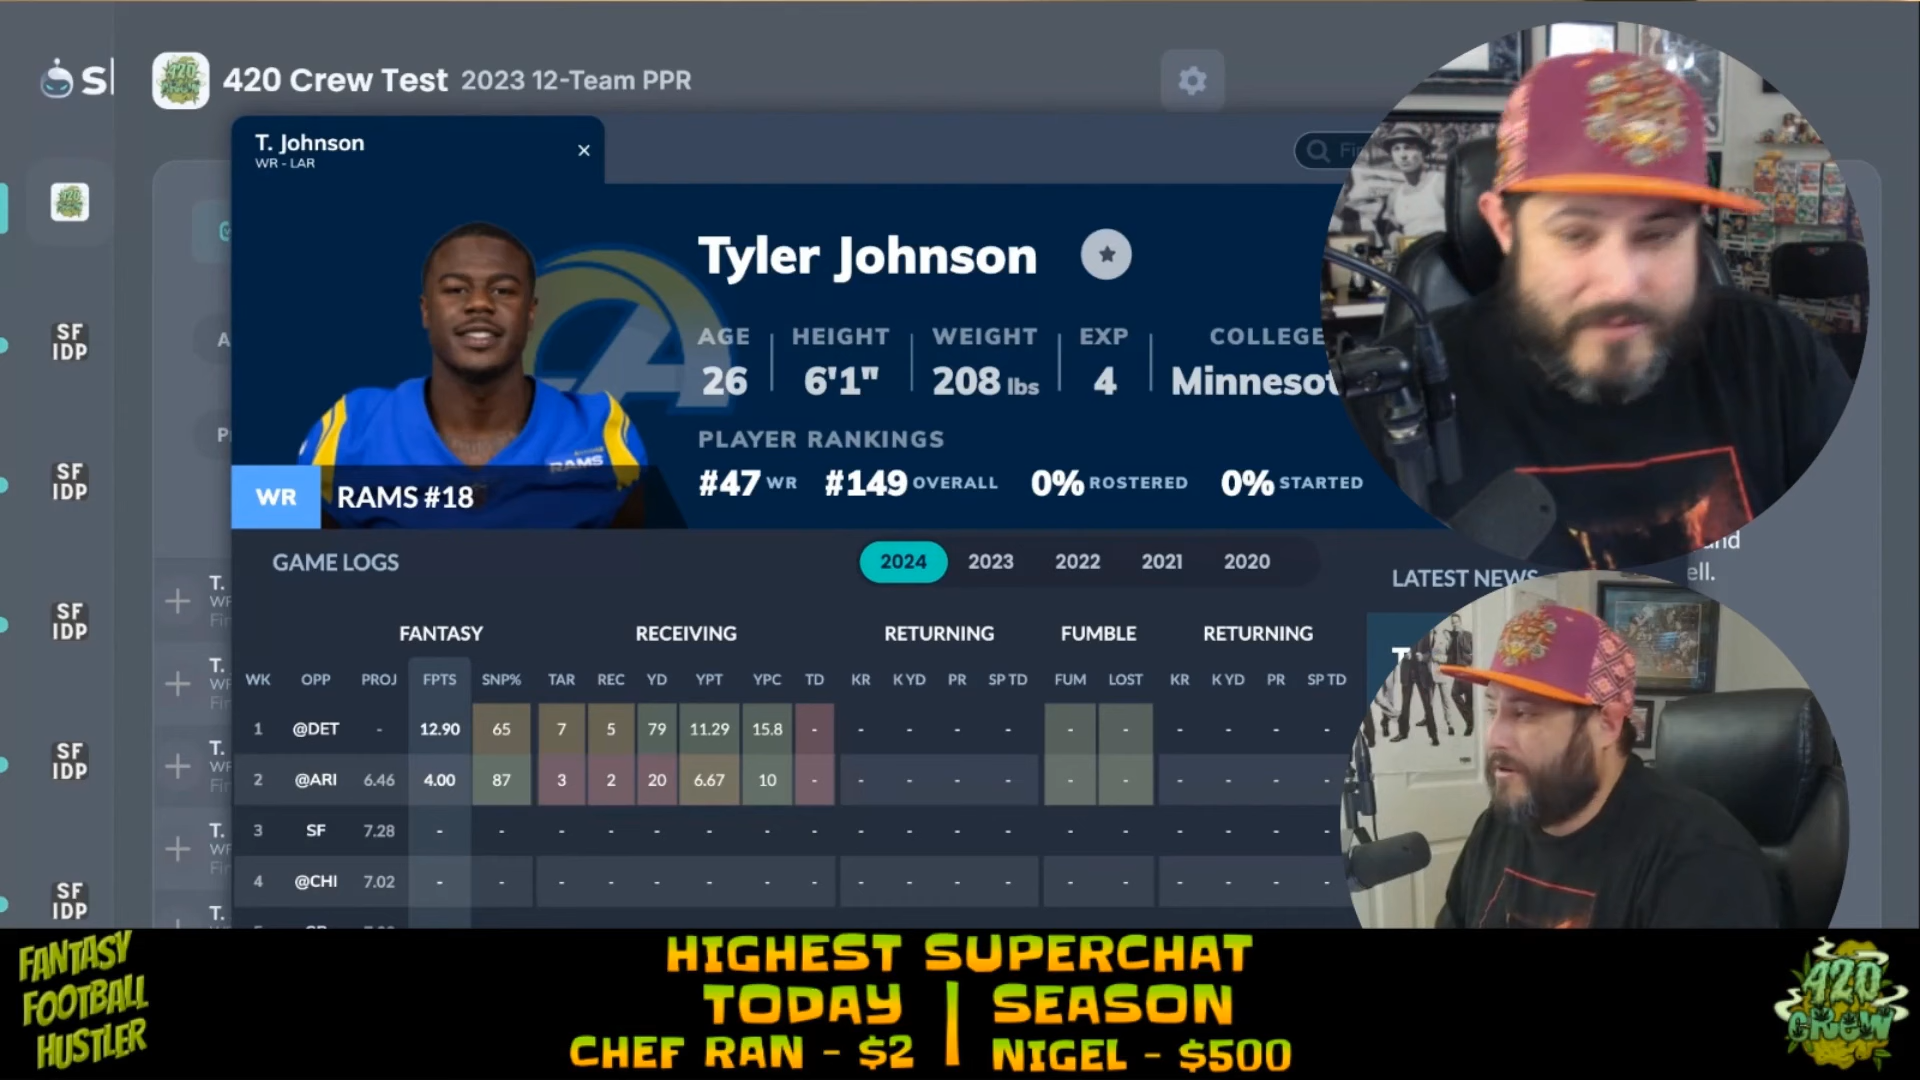 Sl
420 Crew Test 2023 12-Team PPR
T. Johnson
WR - LAR
Tyler Johnson
AGE HEIGHT WEIGHT EXP COLLEGE
26 6'1" 208 lbs 4 Minnesot
PLAYER RANKINGS
#47 WR #149 OVERALL 0% ROSTERED 0% STARTED
RAMS
WR RAMS #18
GAME LOGS 2024 2023 2022 2021 2020
LATEST NEWS
ell.
FANTASY RECEIVING RETURNING FUMBLE RETURNING
WK OPP PROJ FPTS SNP% TAR REC YD YPT YPC TD KR K YD PR SP TD FUM LOST KR K YD PR SP TD
1 @DET - 12.90 65 7 5 79 11.29 15.8 - - - - - - - - - - -
2 @ARI 6.46 4.00 87 3 2 20 6.67 10 - - - - - - - - - - -
3 SF 7.28 - - - - - - - - - - - - - - - - - -
4 @CHI 7.02 - - - - - - - - - - - - - - - - - -
SF
IDP
SF
IDP
SF
IDP
SF
IDP
SF
IDP
FANTASY
FOOTBALL
HUSTLER
HIGHEST SUPERCHAT
TODAY | SEASON
CHEF RAN - $2 | NIGEL - $500
420
CREW